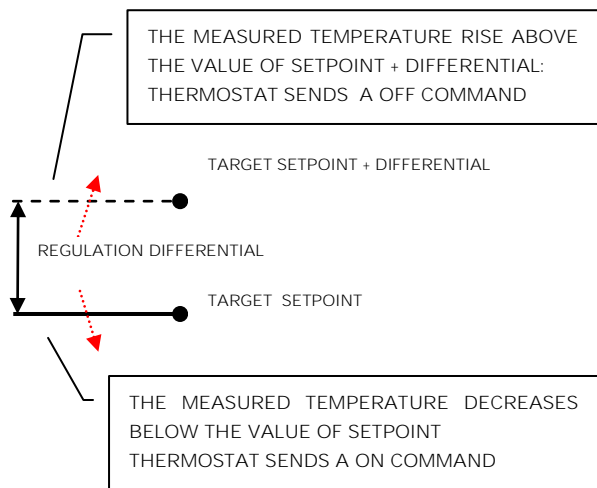 THE MEASURED TEMPERATURE RISE ABOVE
THE VALUE OF SETPOINT + DIFFERENTIAL:
THERMOSTAT SENDS A OFF COMMAND
TARGET SETPOINT + DIFFERENTIAL
REGULATION DIFFERENTIAL
TARGET SETPOINT
THE MEASURED TEMPERATURE DECREASES
BELOW THE VALUE OF SETPOINT
THERMOSTAT SENDS A ON COMMAND